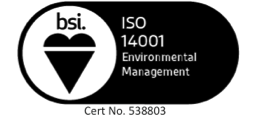 bsi.
ISO
14001
Environmental
Management
Cert No. 538803